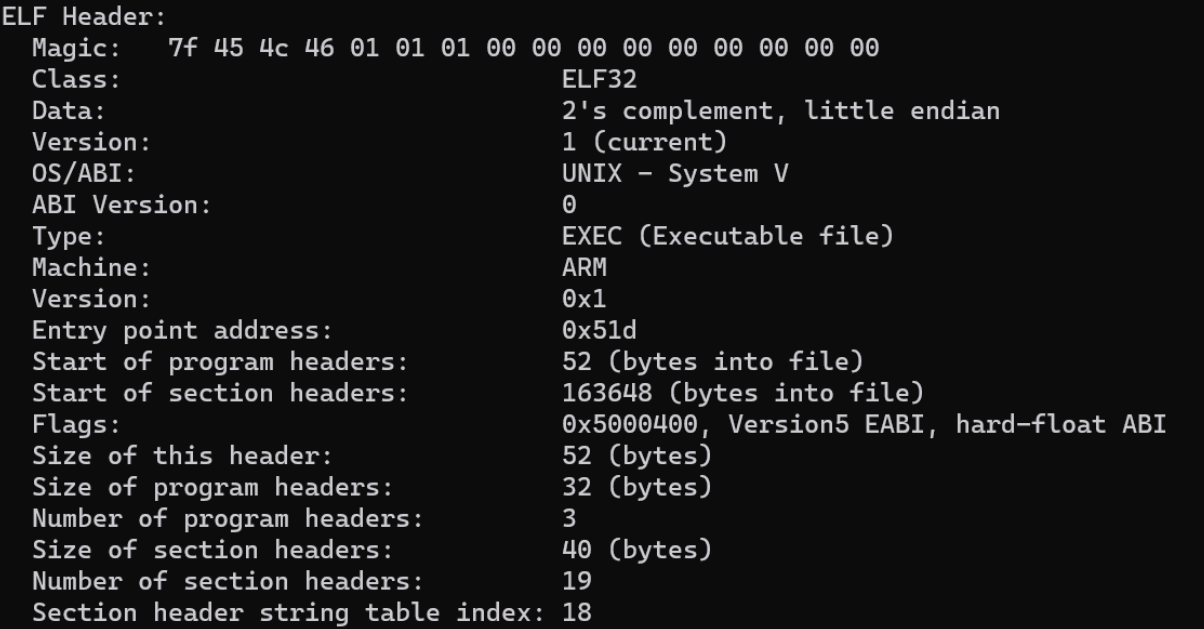 ELF Header:
  Magic:   7f 45 4c 46 01 01 01 00 00 00 00 00 00 00 00 00
  Class:                             ELF32
  Data:                              2's complement, little endian
  Version:                           1 (current)
  OS/ABI:                            UNIX - System V
  ABI Version:                       0
  Type:                              EXEC (Executable file)
  Machine:                           ARM
  Version:                           0x1
  Entry point address:               0x51d
  Start of program headers:          52 (bytes into file)
  Start of section headers:          163648 (bytes into file)
  Flags:                             0x5000400, Version5 EABI, hard-float ABI
  Size of this header:               52 (bytes)
  Size of program headers:           32 (bytes)
  Number of program headers:         3
  Size of section headers:           40 (bytes)
  Number of section headers:         19
  Section header string table index: 18